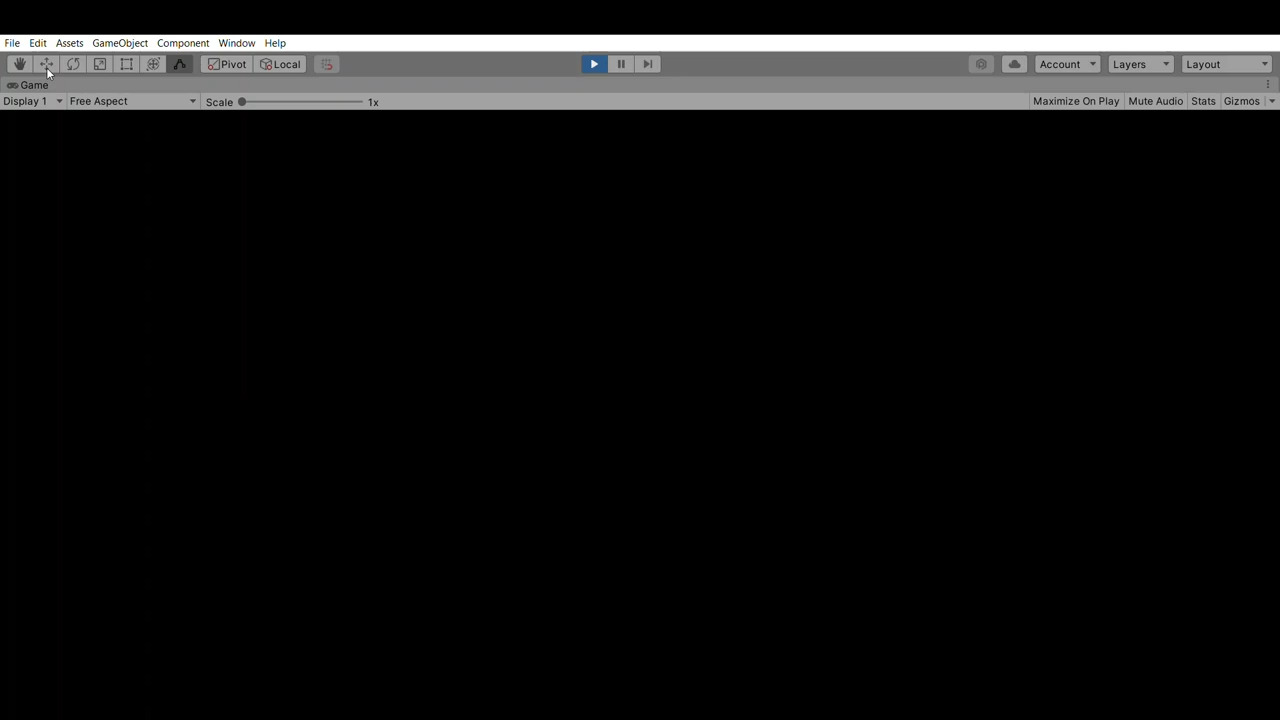 File Edit Assets GameObject Component Window Help
Pivot Local Account Layers Layout
Game
Display 1 Free Aspect Scale 1x Maximize On Play Mute Audio Stats Gizmos